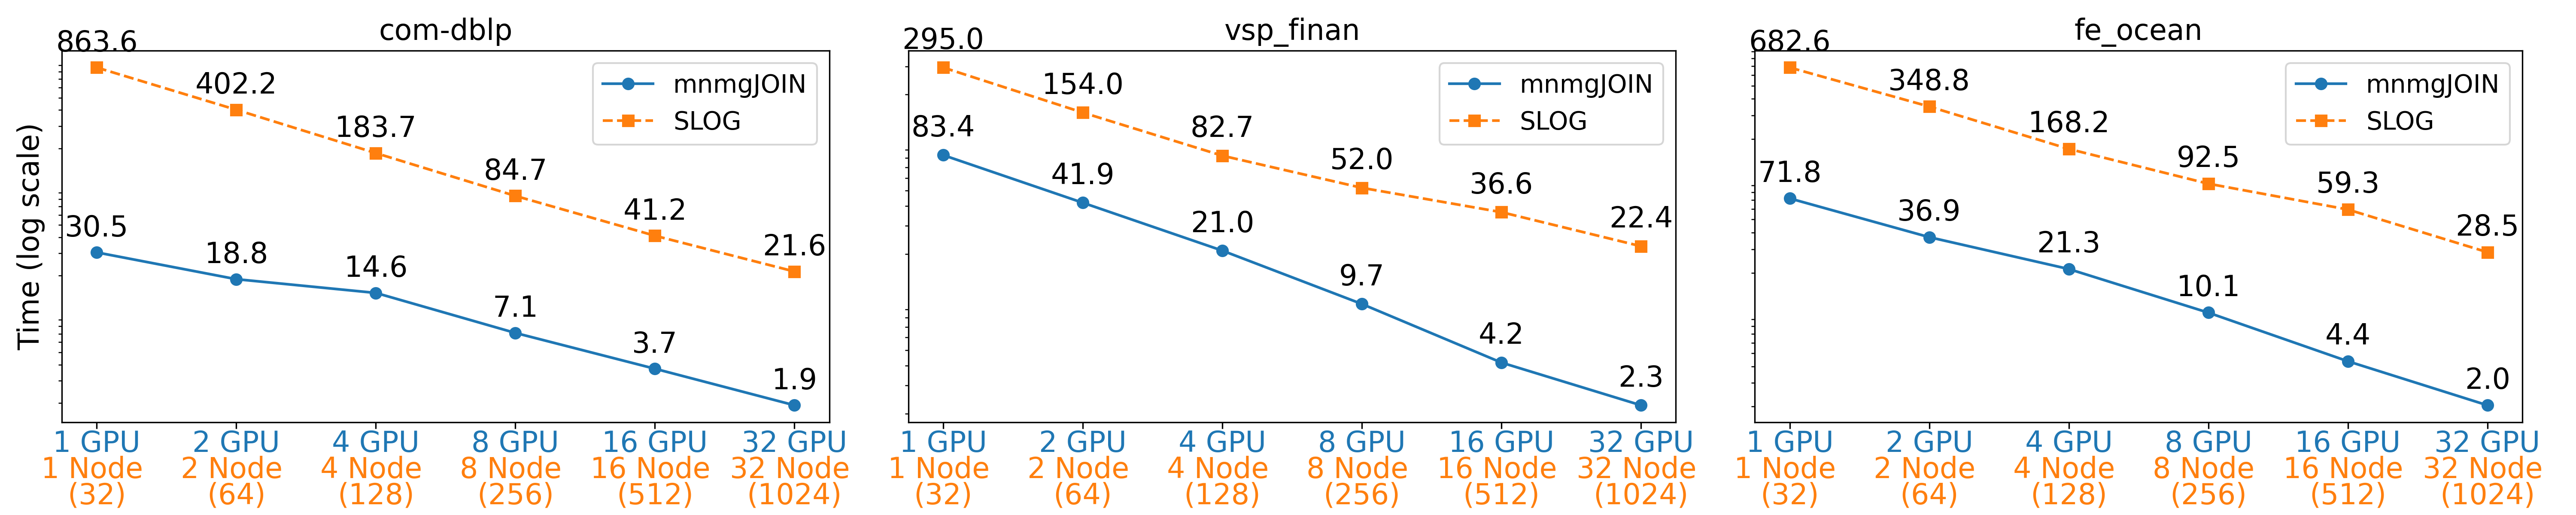 com-dblp
Time (log scale)
863.6
402.2
183.7
84.7
41.2
21.6
30.5
18.8
14.6
7.1
3.7
1.9
mnmgJOIN
SLOG
1 GPU 2 GPU 4 GPU 8 GPU 16 GPU 32 GPU
1 Node 2 Node 4 Node 8 Node 16 Node 32 Node
(32) (64) (128) (256) (512) (1024)
vsp_finan
295.0
154.0
82.7
52.0
36.6
22.4
83.4
41.9
21.0
9.7
4.2
2.3
mnmgJOIN
SLOG
1 GPU 2 GPU 4 GPU 8 GPU 16 GPU 32 GPU
1 Node 2 Node 4 Node 8 Node 16 Node 32 Node
(32) (64) (128) (256) (512) (1024)
fe_ocean
682.6
348.8
168.2
92.5
59.3
28.5
71.8
36.9
21.3
10.1
4.4
2.0
mnmgJOIN
SLOG
1 GPU 2 GPU 4 GPU 8 GPU 16 GPU 32 GPU
1 Node 2 Node 4 Node 8 Node 16 Node 32 Node
(32) (64) (128) (256) (512) (1024)